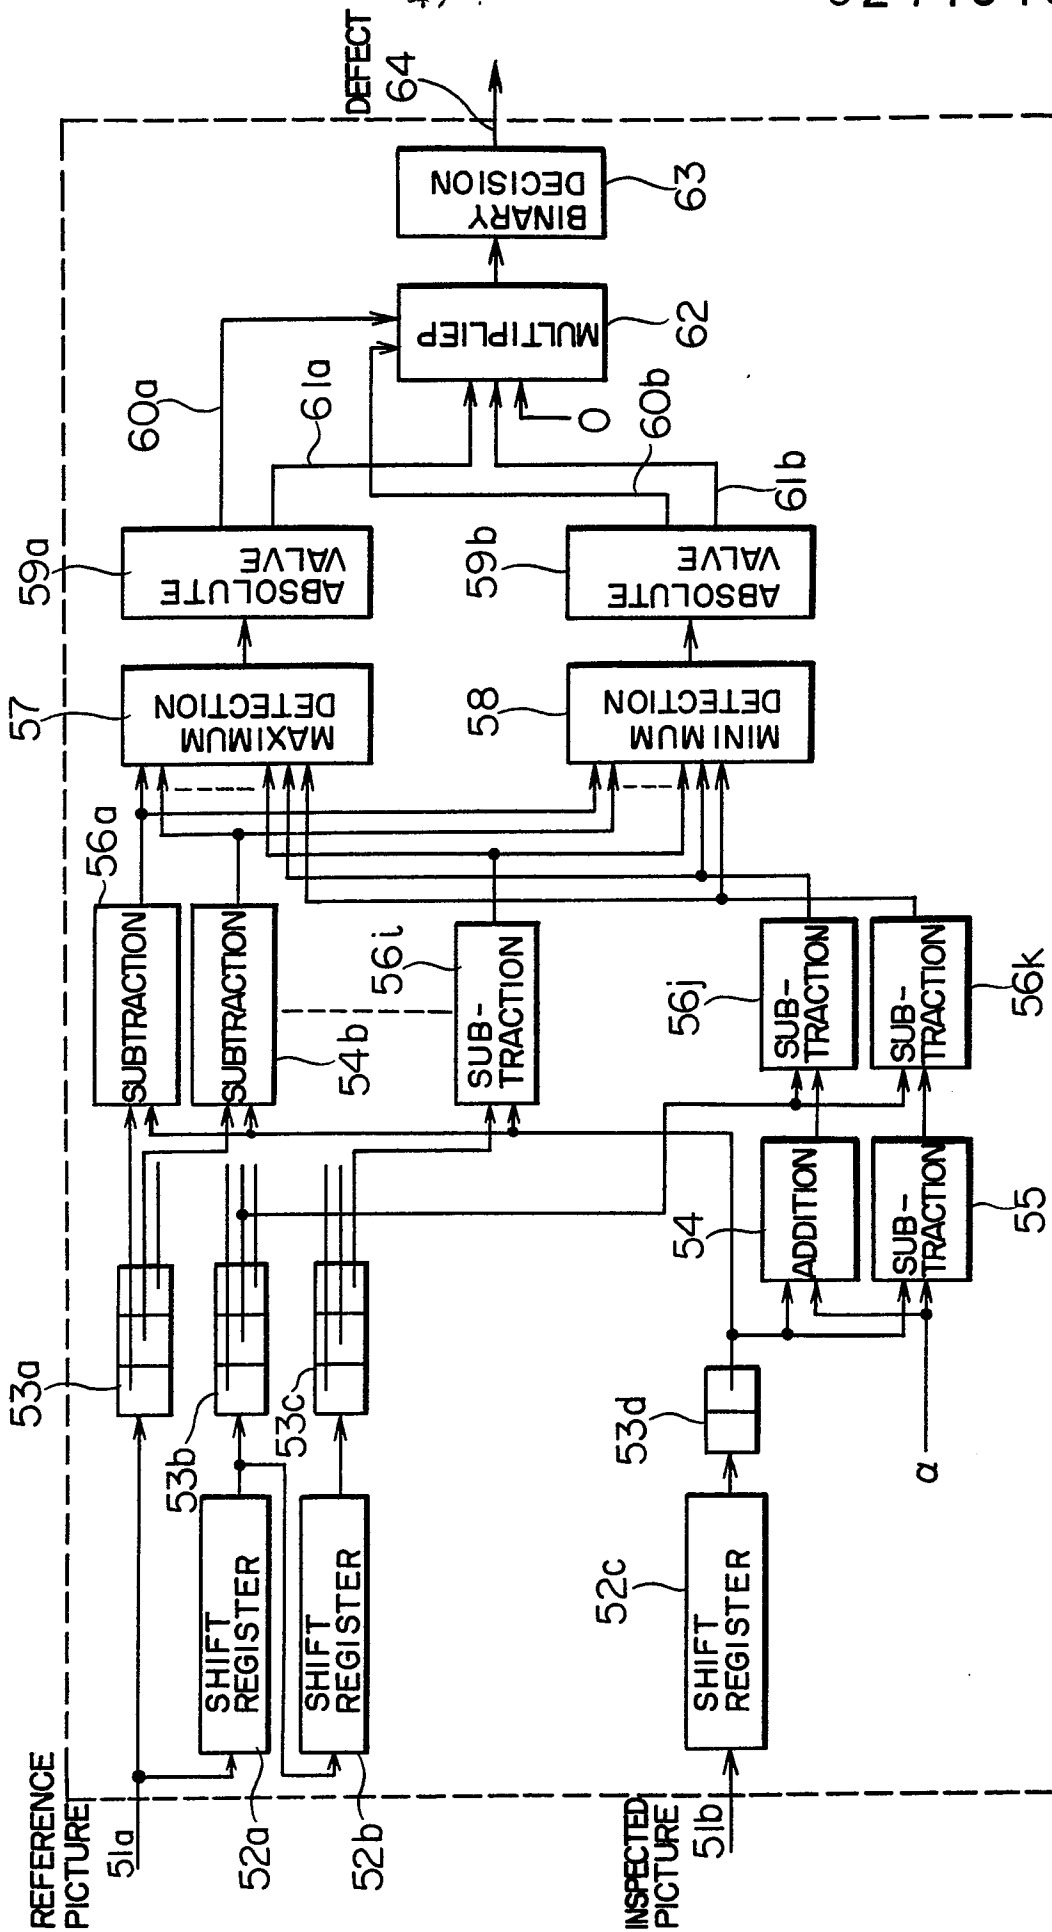 REFERENCE
PICTURE
51a
52a
SHIFT
REGISTER
52b
SHIFT
REGISTER
53a
53b
53c
56a
SUBTRACTION
SUBTRACTION
54b
56i
SUB-
TRACTION
57
MAXIMUM
DETECTION
58
MINIMUM
DETECTION
59a
ABSOLUTE
VALVE
59b
ABSOLUTE
VALVE
60a
61a
60b
61b
0
MULTIPLIEP
62
BINARY
DECISION
63
64
DEFECT
INSPECTED
PICTURE
51b
52c
SHIFT
REGISTER
53d
α
54
ADDITION
55
SUB-
TRACTION
56j
SUB-
TRACTION
56k
SUB-
TRACTION